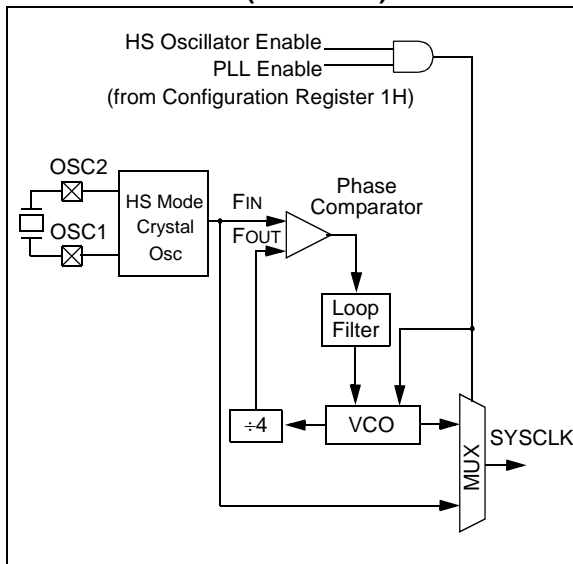 HS Oscillator Enable
PLL Enable
(from Configuration Register 1H)
OSC2
OSC1
HS Mode
Crystal
Osc
FIN
FOUT
Phase
Comparator
Loop
Filter
÷4
VCO
MUX
SYSCLK